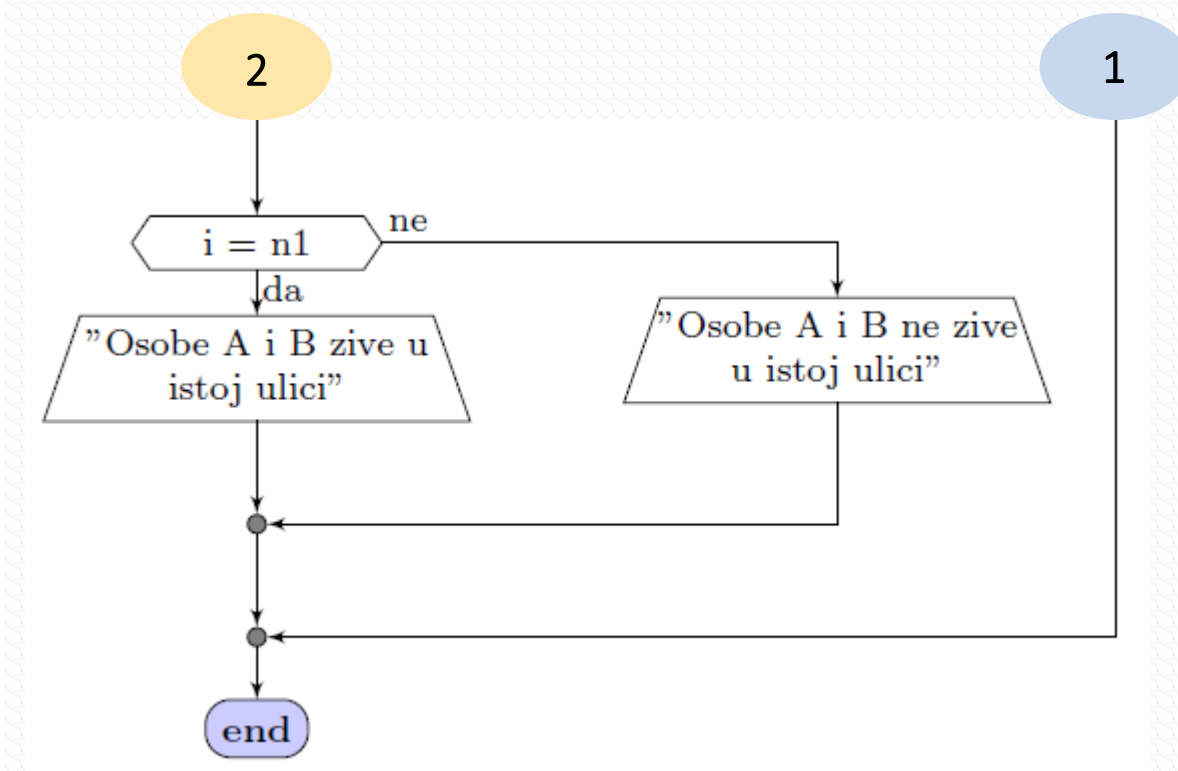 2
1
i = n1
ne
da
”Osobe A i B zive u
istoj ulici”
”Osobe A i B ne zive
u istoj ulici”
end